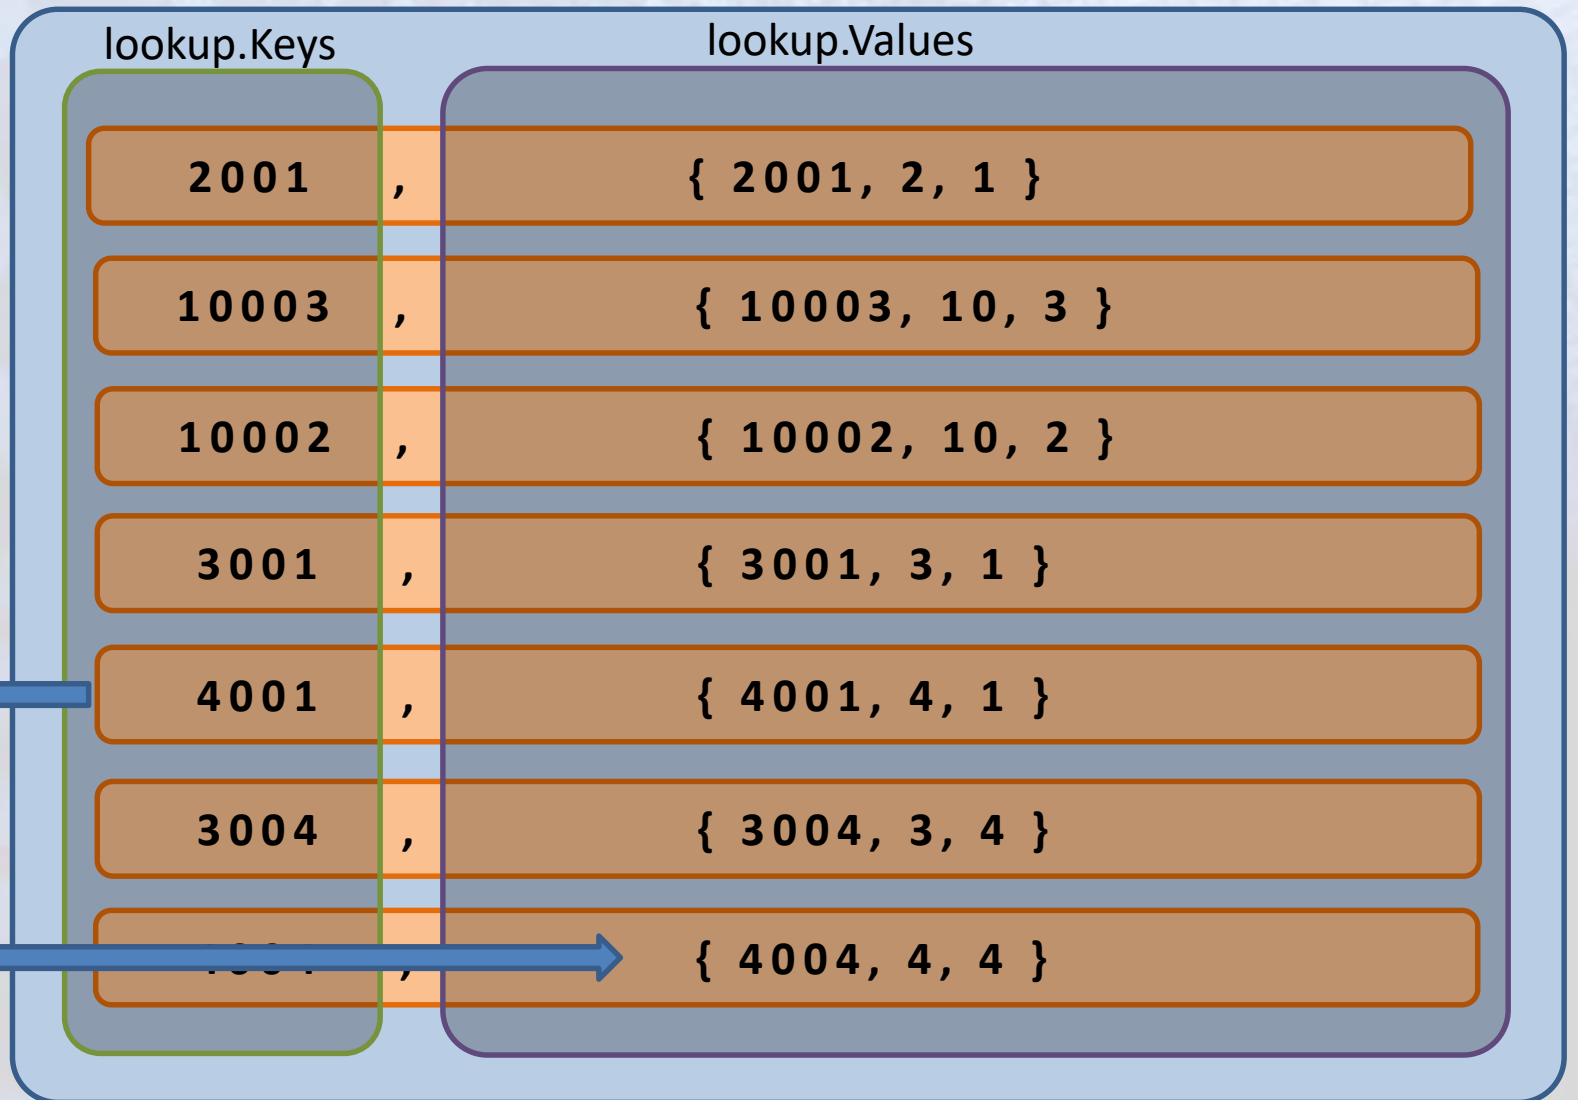 lookup.Keys lookup.Values
2001 , { 2001, 2, 1 }
10003 , { 10003, 10, 3 }
10002 , { 10002, 10, 2 }
3001 , { 3001, 3, 1 }
4001 , { 4001, 4, 1 }
3004 , { 3004, 3, 4 }
, { 4004, 4, 4 }